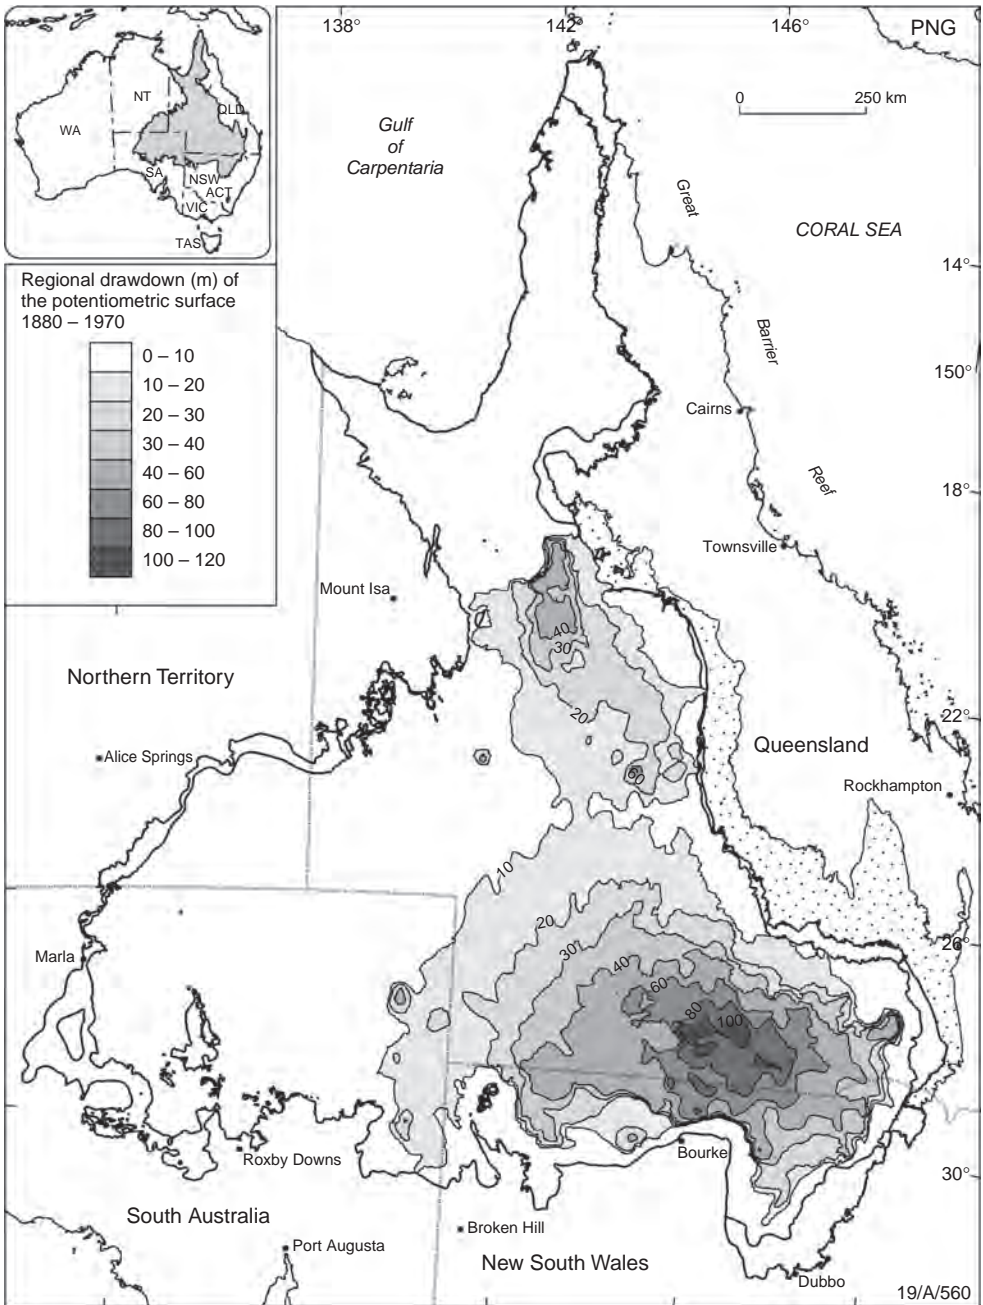 138°
142°
146°
PNG
0
250 km
NT
QLD
WA
SA
NSW
ACT
VIC
TAS
Gulf
of
Carpentaria
Great
CORAL SEA
14°
Regional drawdown (m) of
the potentiometric surface
1880 – 1970
0 – 10
10 – 20
20 – 30
30 – 40
40 – 60
60 – 80
80 – 100
100 – 120
Barrier
150°
Cairns
Reef
18°
Townsville
Mount Isa
40
30
Northern Territory
20
22°
Queensland
Alice Springs
60
Rockhampton
10
20
26°
30
40
Marla
60
80
100
Bourke
Roxby Downs
30°
South Australia
Broken Hill
Port Augusta
New South Wales
Dubbo
19/A/560